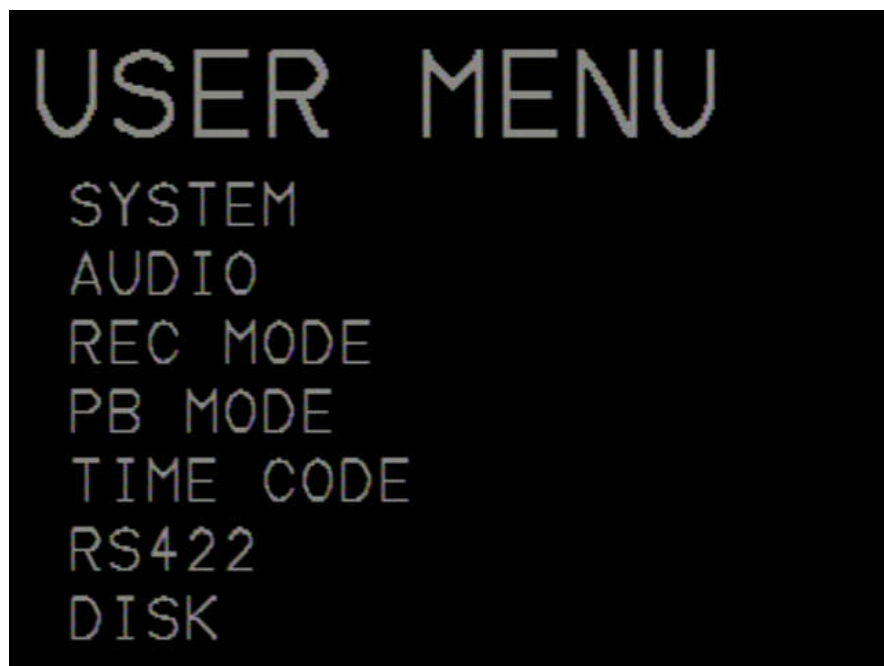 USER MENU
SYSTEM
AUDIO
REC MODE
PB MODE
TIME CODE
RS422
DISK